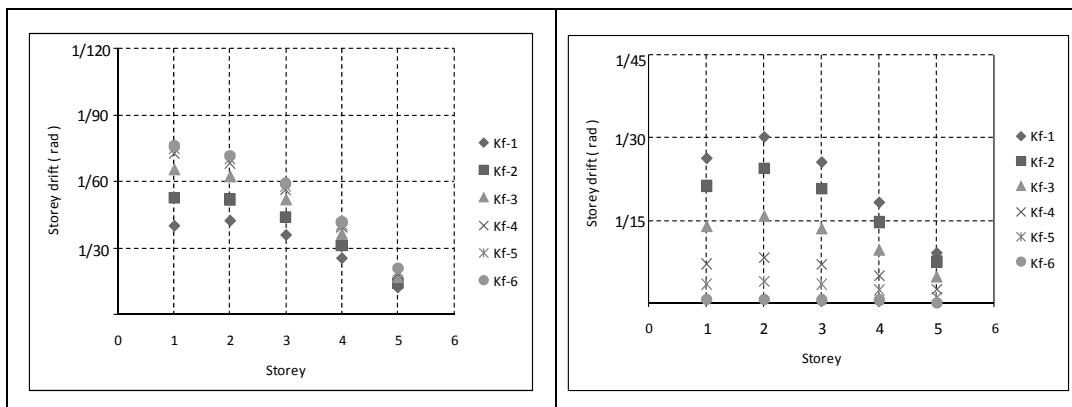 1/120
1/90
1/60
1/30
Storey drift ( rad )
0 1 2 3 4 5 6
Storey
Kf-1
Kf-2
Kf-3
Kf-4
Kf-5
Kf-6
1/45
1/30
1/15
Storey drift ( rad )
0 1 2 3 4 5 6
Storey
Kf-1
Kf-2
Kf-3
Kf-4
Kf-5
Kf-6